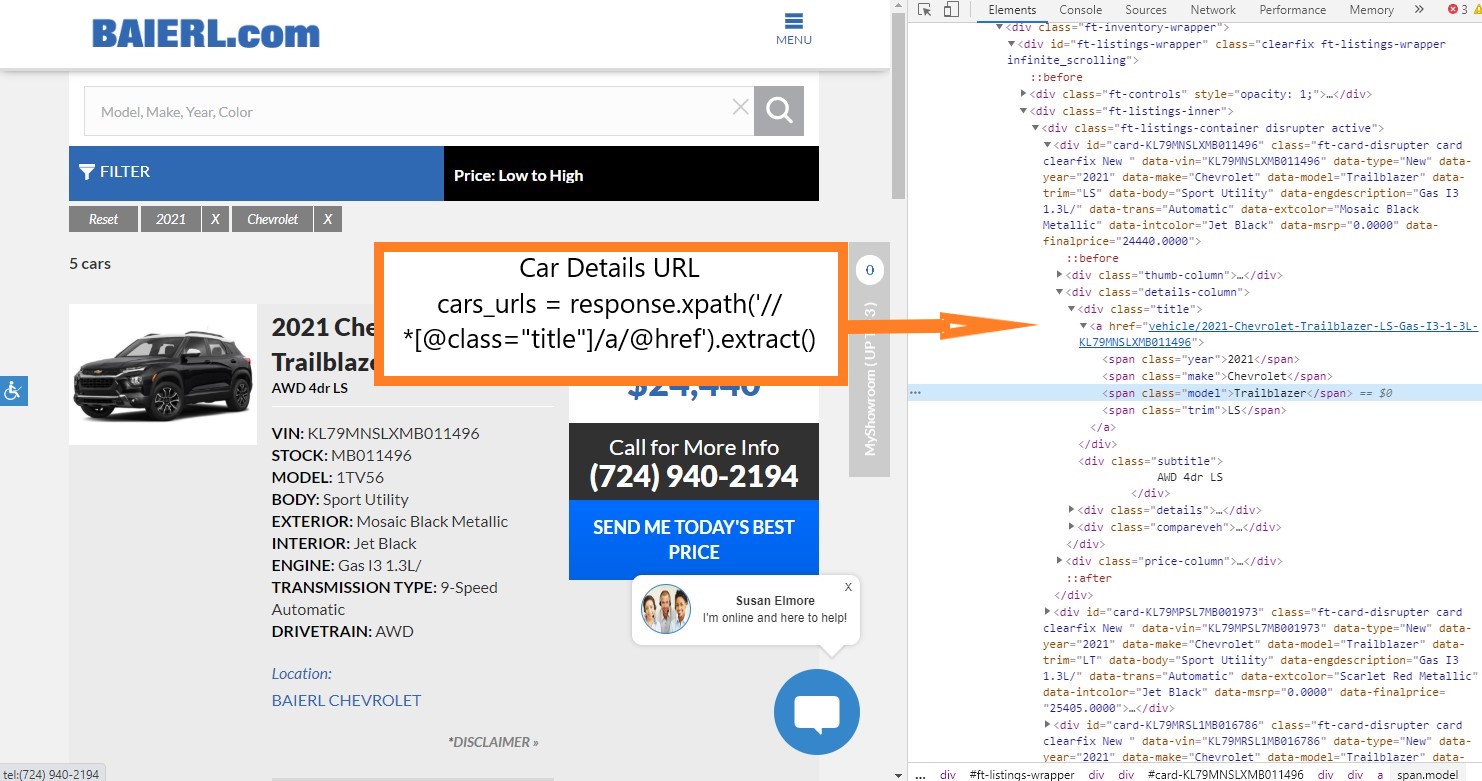 BAIERL.com
MENU
Model, Make, Year, Color
FILTER
Price: Low to High
Reset
2021
X
Chevrolet
X
5 cars
Car Details URL
cars_urls = response.xpath('//
*[@class="title"]/a/@href').extract()
0
MyShowroom (UP T 3 )
2021 Che
Trailblaze
AWD 4dr LS
$24,440
VIN: KL79MNSLXMB011496
STOCK: MB011496
MODEL: 1TV56
BODY: Sport Utility
EXTERIOR: Mosaic Black Metallic
INTERIOR: Jet Black
ENGINE: Gas I3 1.3L/
TRANSMISSION TYPE: 9-Speed
Automatic
DRIVETRAIN: AWD
Location:
BAIERL CHEVROLET
*DISCLAIMER »
Call for More Info
(724) 940-2194
SEND ME TODAY'S BEST
PRICE
X
Susan Elmore
I'm online and here to help!
tel:(724) 940-2194
Elements Console Sources Network Performance Memory » 3
▼<div class="ft-inventory-wrapper">
▼<div id="ft-listings-wrapper" class="clearfix ft-listings-wrapper
infinite_scrolling">
::before
▶<div class="ft-controls" style="opacity: 1;">…</div>
▼<div class="ft-listings-inner">
▼<div class="ft-listings-container disrupter active">
▼<div id="card-KL79MNSLXMB011496" class="ft-card-disrupter card
clearfix New " data-vin="KL79MNSLXMB011496" data-type="New" data-
year="2021" data-make="Chevrolet" data-model="Trailblazer" data-
trim="LS" data-body="Sport Utility" data-engdescription="Gas I3
1.3L/" data-trans="Automatic" data-extcolor="Mosaic Black
Metallic" data-intcolor="Jet Black" data-msrp="0.0000" data-
finalprice="24440.0000">
::before
▶<div class="thumb-column">…</div>
▼<div class="details-column">
▼<div class="title">
▼<a href="vehicle/2021-Chevrolet-Trailblazer-LS-Gas-I3-1-3L-
KL79MNSLXMB011496">
<span class="year">2021</span>
<span class="make">Chevrolet</span>
… <span class="model">Trailblazer</span> == $0
<span class="trim">LS</span>
</a>
</div>
<div class="subtitle">
AWD 4dr LS
</div>
▶<div class="details">…</div>
▶<div class="compareveh">…</div>
</div>
▶<div class="price-column">…</div>
::after
</div>
▶<div id="card-KL79MPSL7MB001973" class="ft-card-disrupter card
clearfix New " data-vin="KL79MPSL7MB001973" data-type="New" data-
year="2021" data-make="Chevrolet" data-model="Trailblazer" data-
trim="LT" data-body="Sport Utility" data-engdescription="Gas I3
1.3L/" data-trans="Automatic" data-extcolor="Scarlet Red Metallic"
data-intcolor="Jet Black" data-msrp="0.0000" data-finalprice=
"25405.0000">…</div>
▶<div id="card-KL79MRSL1MB016786" class="ft-card-disrupter card
clearfix New " data-vin="KL79MRSL1MB016786" data-type="New" data-
year="2021" data-make="Chevrolet" data-model="Trailblazer" data-
… div #ft-listings-wrapper div div #card-KL79MNSLXMB011496 div div a span.model